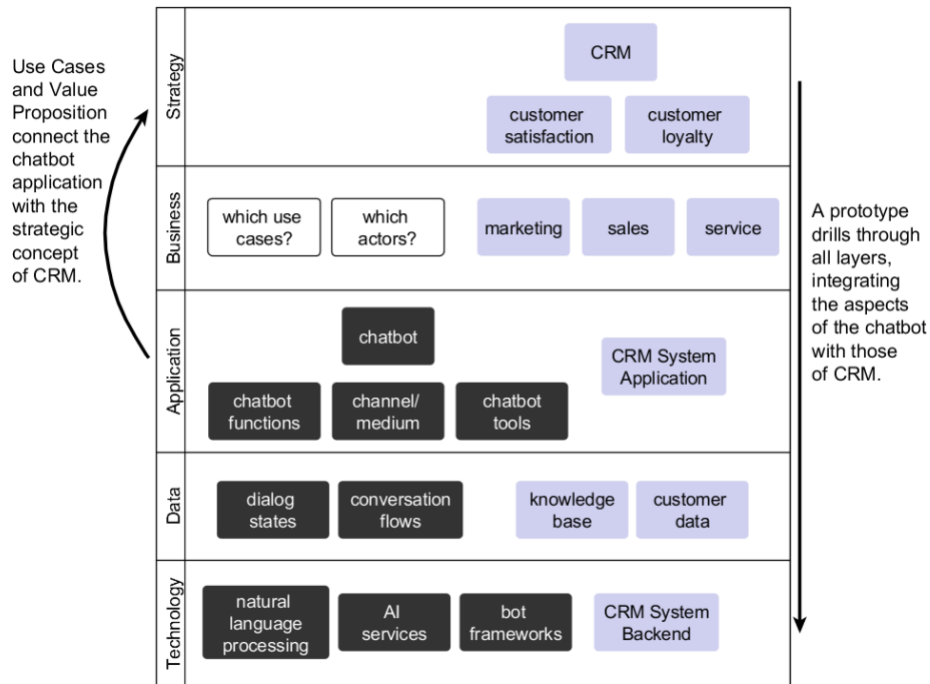 Use Cases
and Value
Proposition
connect the
chatbot
application
with the
strategic
concept
of CRM.
Strategy
CRM
customer
satisfaction
customer
loyalty
Business
which use
cases?
which
actors?
marketing
sales
service
Application
chatbot
chatbot
functions
channel/
medium
chatbot
tools
CRM System
Application
Data
dialog
states
conversation
flows
knowledge
base
customer
data
Technology
natural
language
processing
AI
services
bot
frameworks
CRM System
Backend
A prototype
drills through
all layers,
integrating
the aspects
of the chatbot
with those
of CRM.